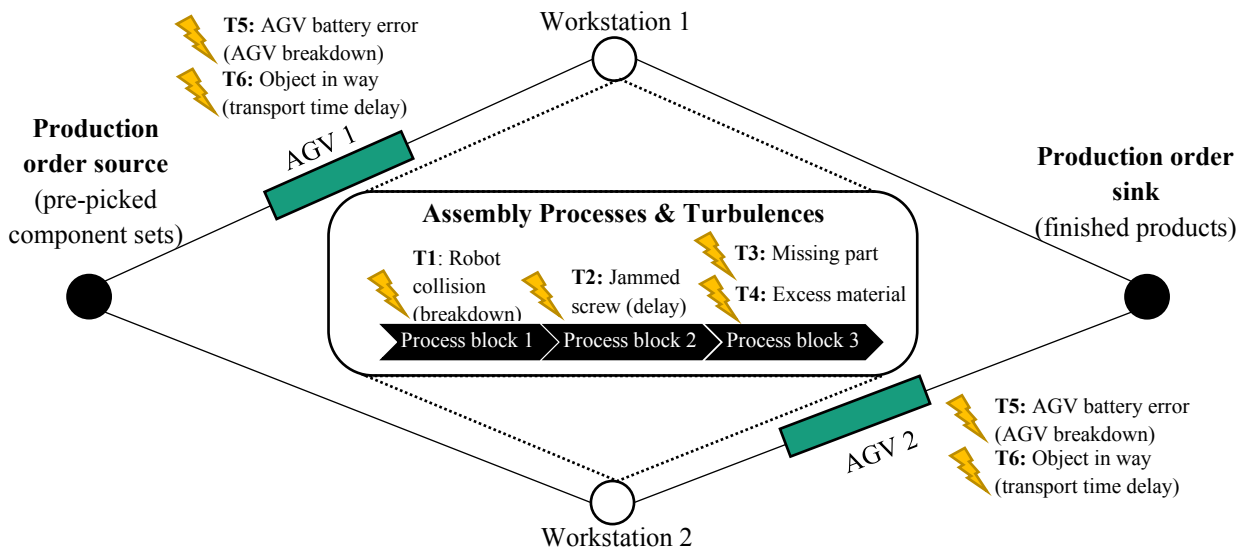 Workstation 1
T5: AGV battery error
(AGV breakdown)
T6: Object in way
(transport time delay)
AGV 1
Production
order source
(pre-picked
component sets)
Production order
sink
(finished products)
Assembly Processes & Turbulences
T1: Robot
collision
(breakdown)
T2: Jammed
screw (delay)
T3: Missing part
T4: Excess material
Process block 1
Process block 2
Process block 3
AGV 2
T5: AGV battery error
(AGV breakdown)
T6: Object in way
(transport time delay)
Workstation 2